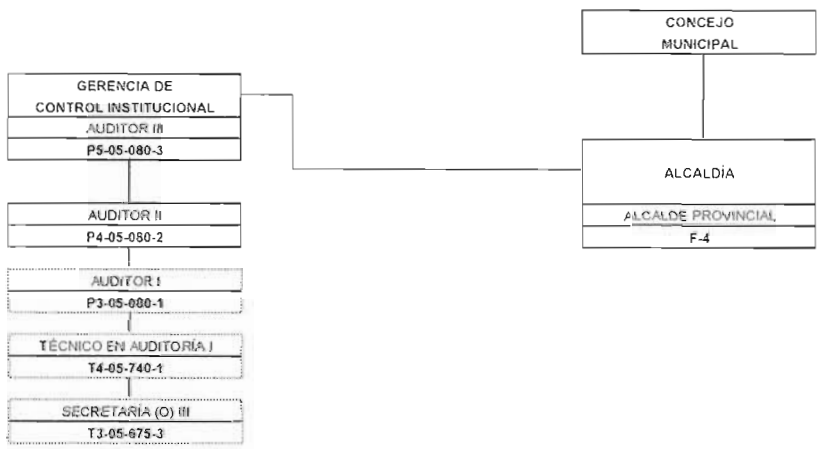 CONCEJO
MUNICIPAL
GERENCIA DE
CONTROL INSTITUCIONAL
AUDITOR III
P5-05-080-3
ALCALDÍA
ALCALDE PROVINCIAL
F-4
AUDITOR II
P4-05-080-2
AUDITOR I
P3-05-080-1
TÉCNICO EN AUDITORÍA I
T4-05-740-1
SECRETARÍA (O) III
T3-05-675-3